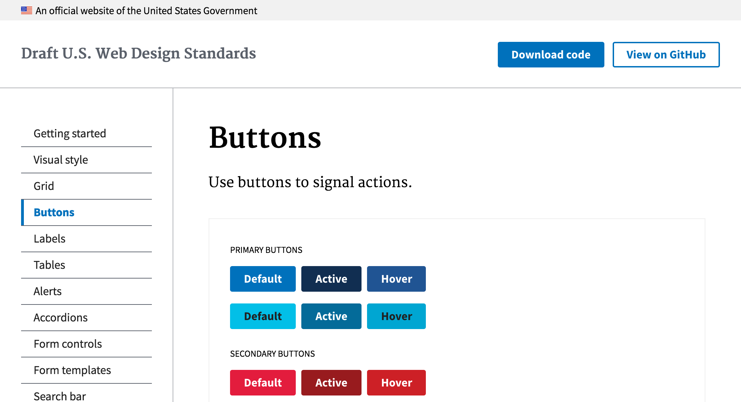 An official website of the United States Government
Draft U.S. Web Design Standards
Download code
View on GitHub
Getting started
Visual style
Grid
Buttons
Labels
Tables
Alerts
Accordions
Form controls
Form templates
Search bar
Buttons
Use buttons to signal actions.
PRIMARY BUTTONS
Default Active Hover
Default Active Hover
SECONDARY BUTTONS
Default Active Hover